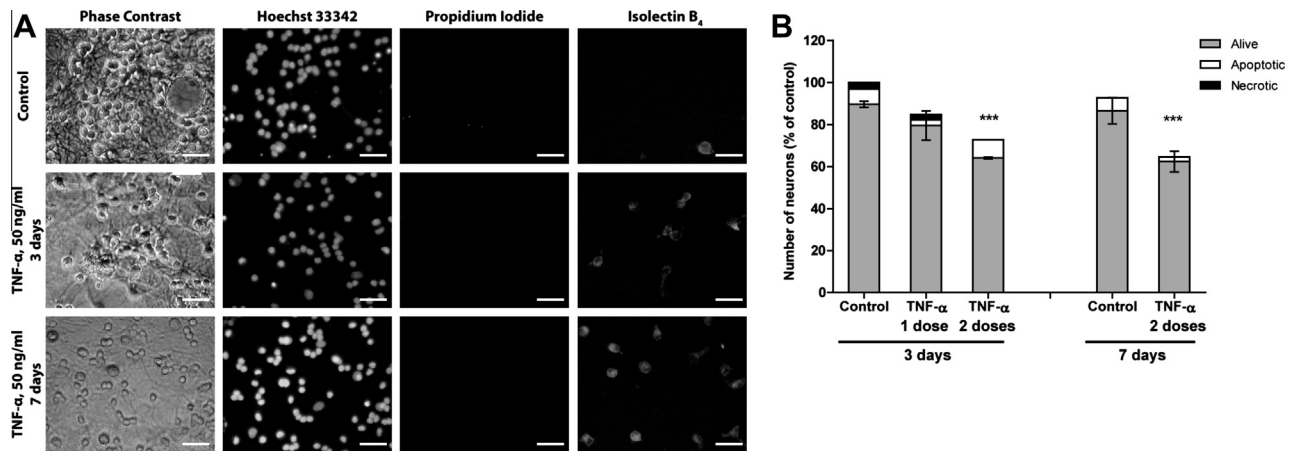 A
Phase Contrast
Hoechst 33342
Propidium Iodide
Isolectin B4
Control
TNF-α, 50 ng/ml
3 days
TNF-α, 50 ng/ml
7 days
B
Number of neurons (% of control)
120
100
80
60
40
20
0
***
***
Alive
Apoptotic
Necrotic
Control
TNF-α
1 dose
TNF-α
2 doses
Control
TNF-α
2 doses
3 days
7 days